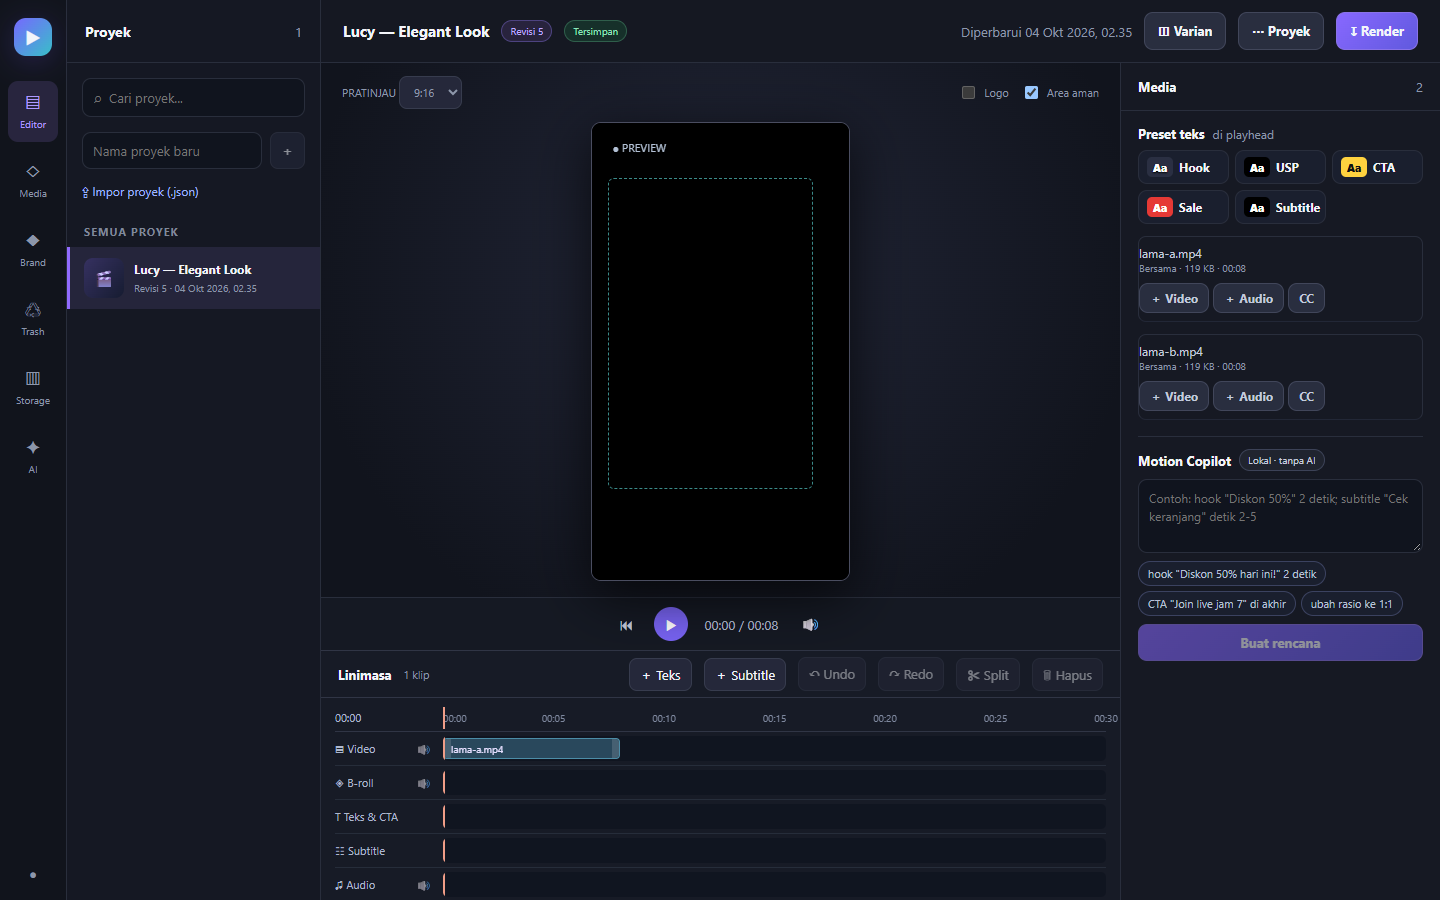 Editor
Media
Brand
Trash
Storage
AI
Proyek 1
Cari proyek...
Nama proyek baru +
Impor proyek (.json)
SEMUA PROYEK
Lucy — Elegant Look
Revisi 5 · 04 Okt 2026, 02.35
Lucy — Elegant Look Revisi 5 Tersimpan Diperbarui 04 Okt 2026, 02.35 Varian ··· Proyek Render
PRATINJAU 9:16 Logo Area aman
● PREVIEW
00:00 / 00:08
Linimasa 1 klip + Teks + Subtitle Undo Redo Split Hapus
00:00 00:00 00:05 00:10 00:15 00:20 00:25 00:30
Video lama-a.mp4
B-roll
T Teks & CTA
Subtitle
Audio
Media 2
Preset teks di playhead
Aa Hook Aa USP Aa CTA
Aa Sale Aa Subtitle
lama-a.mp4
Bersama · 119 KB · 00:08
+ Video + Audio CC
lama-b.mp4
Bersama · 119 KB · 00:08
+ Video + Audio CC
Motion Copilot Lokal · tanpa AI
Contoh: hook "Diskon 50%" 2 detik; subtitle "Cek
keranjang" detik 2-5
hook "Diskon 50% hari ini!" 2 detik
CTA "Join live jam 7" di akhir ubah rasio ke 1:1
Buat rencana